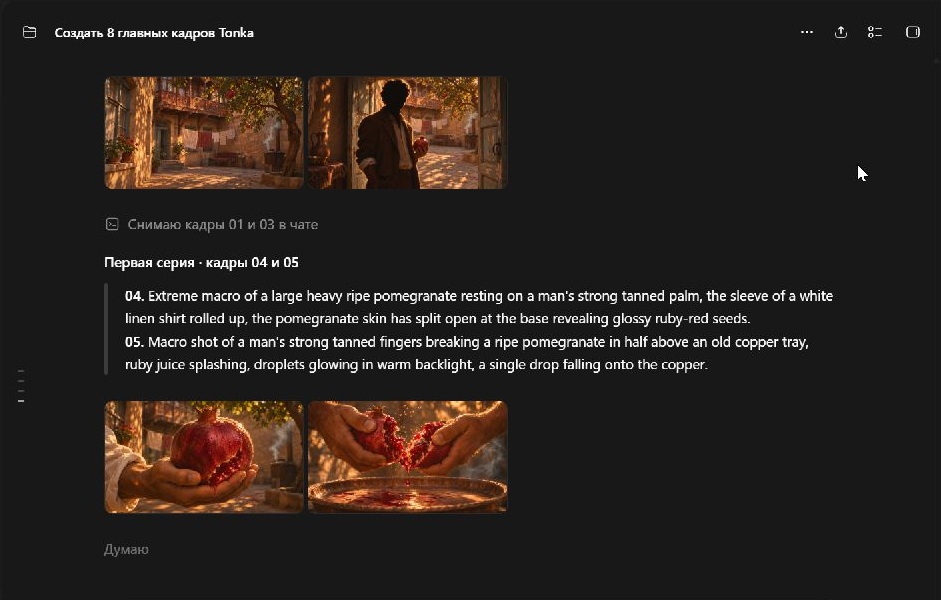 Создать 8 главных кадров Tonka
Снимаю кадры 01 и 03 в чате
Первая серия · кадры 04 и 05
04. Extreme macro of a large heavy ripe pomegranate resting on a man's strong tanned palm, the sleeve of a white
linen shirt rolled up, the pomegranate skin has split open at the base revealing glossy ruby-red seeds.
05. Macro shot of a man's strong tanned fingers breaking a ripe pomegranate in half above an old copper tray,
ruby juice splashing, droplets glowing in warm backlight, a single drop falling onto the copper.
Думаю